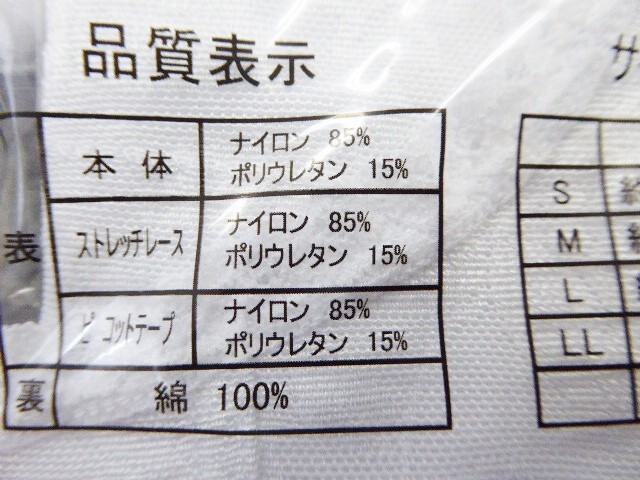 品質表示
表
本体
ナイロン 85%
ポリウレタン 15%
ストレッチレース
ナイロン 85%
ポリウレタン 15%
ピコットテープ
ナイロン 85%
ポリウレタン 15%
裏
綿 100%
S
M
L
LL